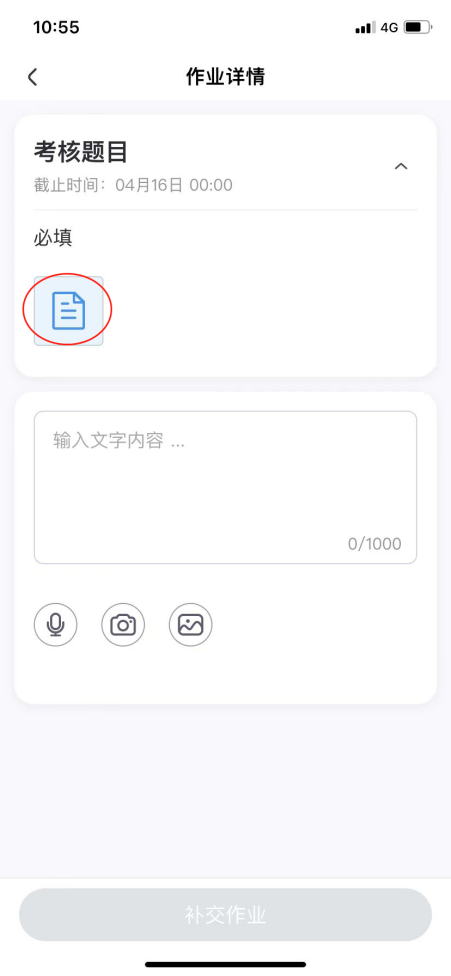 10:55
4G
作业详情
考核题目
截止时间：04月16日 00:00
必填
输入文字内容 ...
0/1000
补交作业